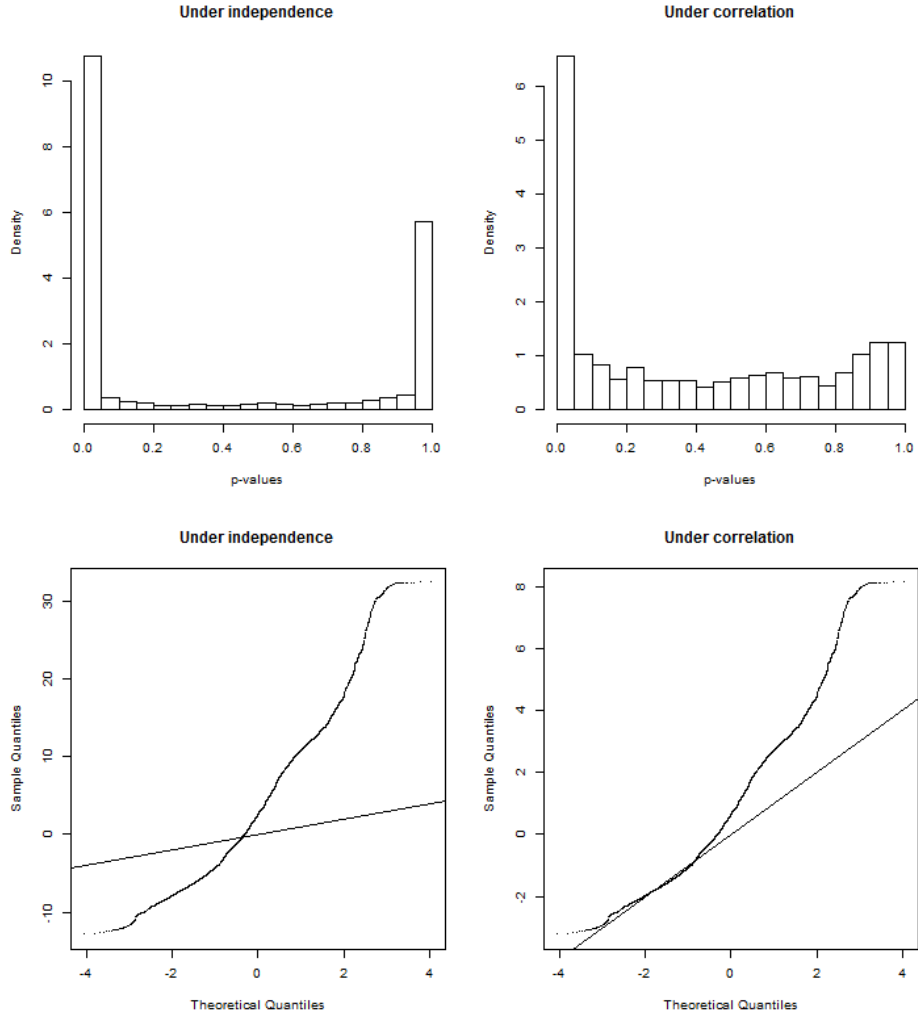 Under independence
Under correlation
Density
0 2 4 6 8 10
0.0 0.2 0.4 0.6 0.8 1.0
p-values
Density
0 1 2 3 4 5 6
0.0 0.2 0.4 0.6 0.8 1.0
p-values
Under independence
Under correlation
Sample Quantiles
-10 0 10 20 30
-4 -2 0 2 4
Theoretical Quantiles
Sample Quantiles
-2 0 2 4 6 8
-4 -2 0 2 4
Theoretical Quantiles